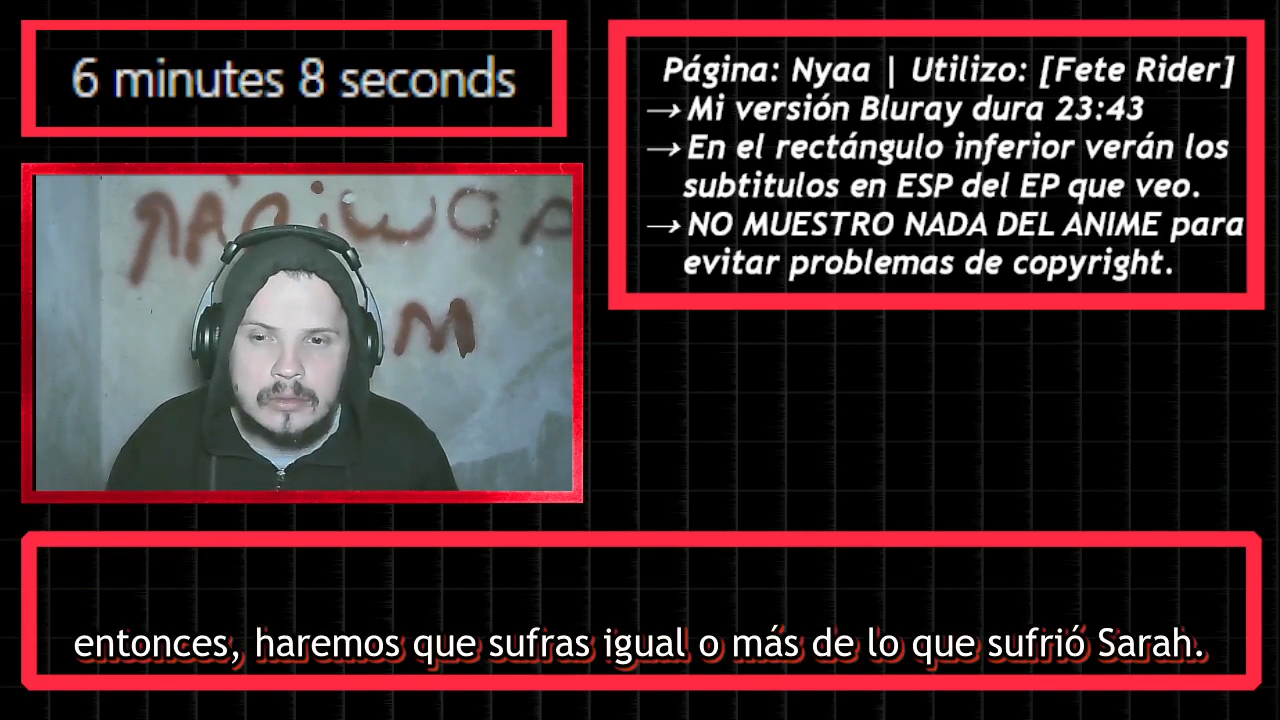 6 minutes 8 seconds
Página: Nyaa | Utilizo: [Fete Rider]
→ Mi versión Bluray dura 23:43
→ En el rectángulo inferior verán los
subtitulos en ESP del EP que veo.
→ NO MUESTRO NADA DEL ANIME para
evitar problemas de copyright.
entonces, haremos que sufras igual o más de lo que sufrió Sarah.